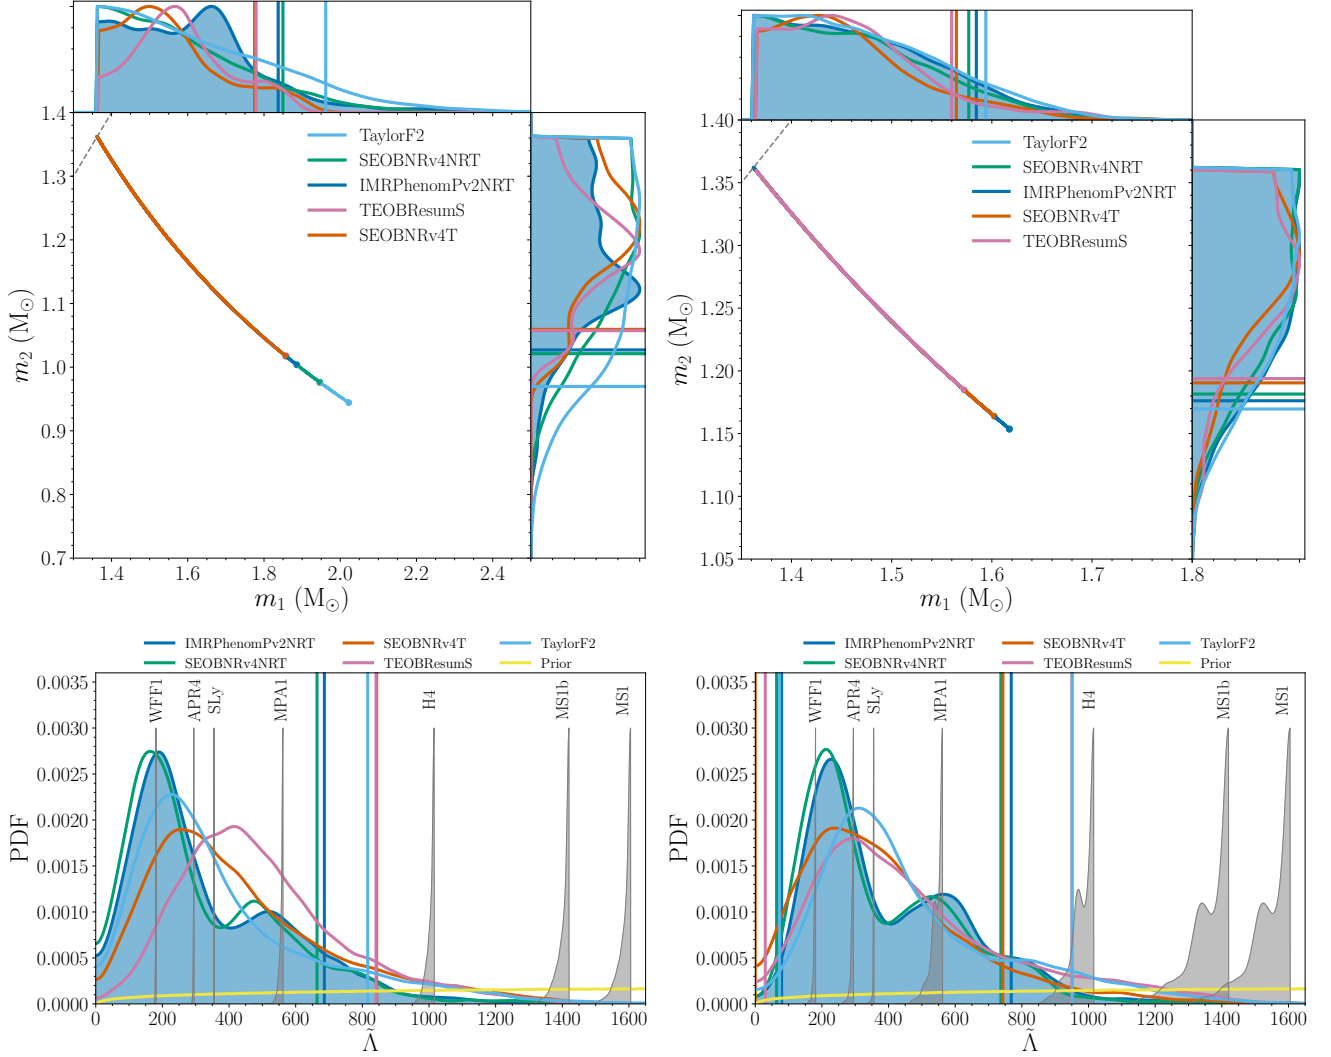 1.4
1.3
1.2
1.1
1.0
0.9
0.8
0.7
m₂ (M☉)
TaylorF2
SEOBNRv4NRT
IMRPhenomPv2NRT
TEOBResumS
SEOBNRv4T
1.4 1.6 1.8 2.0 2.2 2.4
m₁ (M☉)
1.40
1.35
1.30
1.25
1.20
1.15
1.10
1.05
m₂ (M☉)
TaylorF2
SEOBNRv4NRT
IMRPhenomPv2NRT
SEOBNRv4T
TEOBResumS
1.4 1.5 1.6 1.7 1.8
m₁ (M☉)
IMRPhenomPv2NRT SEOBNRv4T TaylorF2
SEOBNRv4NRT TEOBResumS Prior
0.0035
0.0030
0.0025
0.0020
0.0015
0.0010
0.0005
0.0000
PDF
WFF1
APR4
SLy
MPA1
H4
MS1b
MS1
0 200 400 600 800 1000 1200 1400 1600
Λ̃
IMRPhenomPv2NRT SEOBNRv4T TaylorF2
SEOBNRv4NRT TEOBResumS Prior
0.0035
0.0030
0.0025
0.0020
0.0015
0.0010
0.0005
0.0000
PDF
WFF1
APR4
SLy
MPA1
H4
MS1b
MS1
0 200 400 600 800 1000 1200 1400 1600
Λ̃